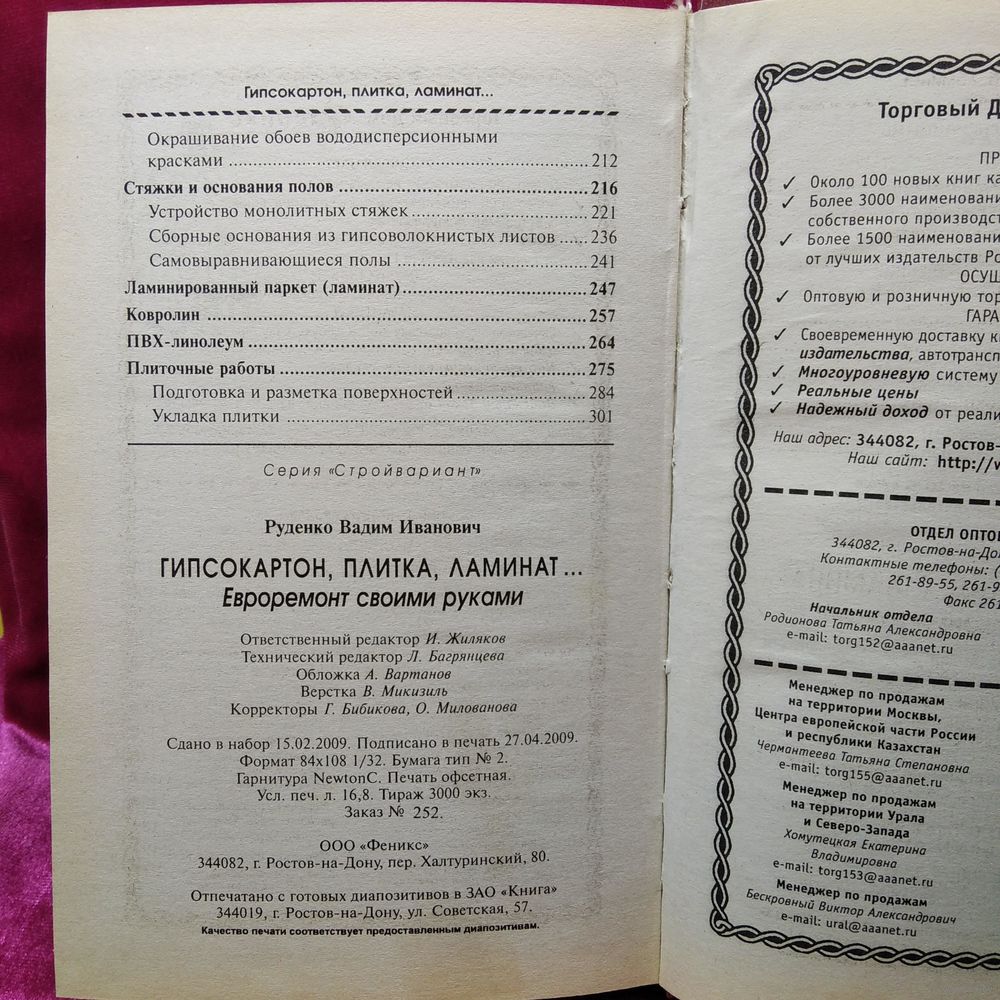 Гипсокартон, плитка, ламинат...
Окрашивание обоев вододисперсионными
красками ........ 212
Стяжки и основания полов ........ 216
Устройство монолитных стяжек ........ 221
Сборные основания из гипсоволокнистых листов ...... 236
Самовыравнивающиеся полы ........ 241
Ламинированный паркет (ламинат) ........ 247
Ковролин ........ 257
ПВХ-линолеум ........ 264
Плиточные работы ........ 275
Подготовка и разметка поверхностей ........ 284
Укладка плитки ........ 301
Серия «Стройвариант»
Руденко Вадим Иванович
ГИПСОКАРТОН, ПЛИТКА, ЛАМИНАТ...
Евроремонт своими руками
Ответственный редактор И. Жиляков
Технический редактор Л. Багрянцева
Обложка А. Вартанов
Верстка В. Микизиль
Корректоры Г. Бибикова, О. Милованова
Сдано в набор 15.02.2009. Подписано в печать 27.04.2009.
Формат 84х108 1/32. Бумага тип № 2.
Гарнитура NewtonC. Печать офсетная.
Усл. печ. л. 16,8. Тираж 3000 экз.
Заказ № 252.
ООО «Феникс»
344082, г. Ростов-на-Дону, пер. Халтуринский, 80.
Отпечатано с готовых диапозитивов в ЗАО «Книга»
344019, г. Ростов-на-Дону, ул. Советская, 57.
Качество печати соответствует предоставленным диапозитивам.
Торговый Д
ПР
✓ Около 100 новых книг ка
✓ Более 3000 наименовани
собственного производст
✓ Более 1500 наименовани
от лучших издательств Ро
ОСУЩ
✓ Оптовую и розничную тор
ГАРА
✓ Своевременную доставку к
издательства, автотрансп
✓ Многоуровневую систему
✓ Реальные цены
✓ Надежный доход от реали
Наш адрес: 344082, г. Ростов-
Наш сайт: http://w
ОТДЕЛ ОПТО
344082, г. Ростов-на-Дон
Контактные телефоны: (
261-89-55, 261-9
Факс 261
Начальник отдела
Родионова Татьяна Александровна
e-mail: torg152@aaanet.ru
Менеджер по продажам
на территории Москвы,
Центра европейской части России
и республики Казахстан
Чермантеева Татьяна Степановна
e-mail: torg155@aaanet.ru
Менеджер по продажам
на территории Урала
и Северо-Запада
Хомутецкая Екатерина
Владимировна
e-mail: torg153@aaanet.ru
Менеджер по продажам
Бескровный Виктор Александрович
e-mail: ural@aaanet.ru